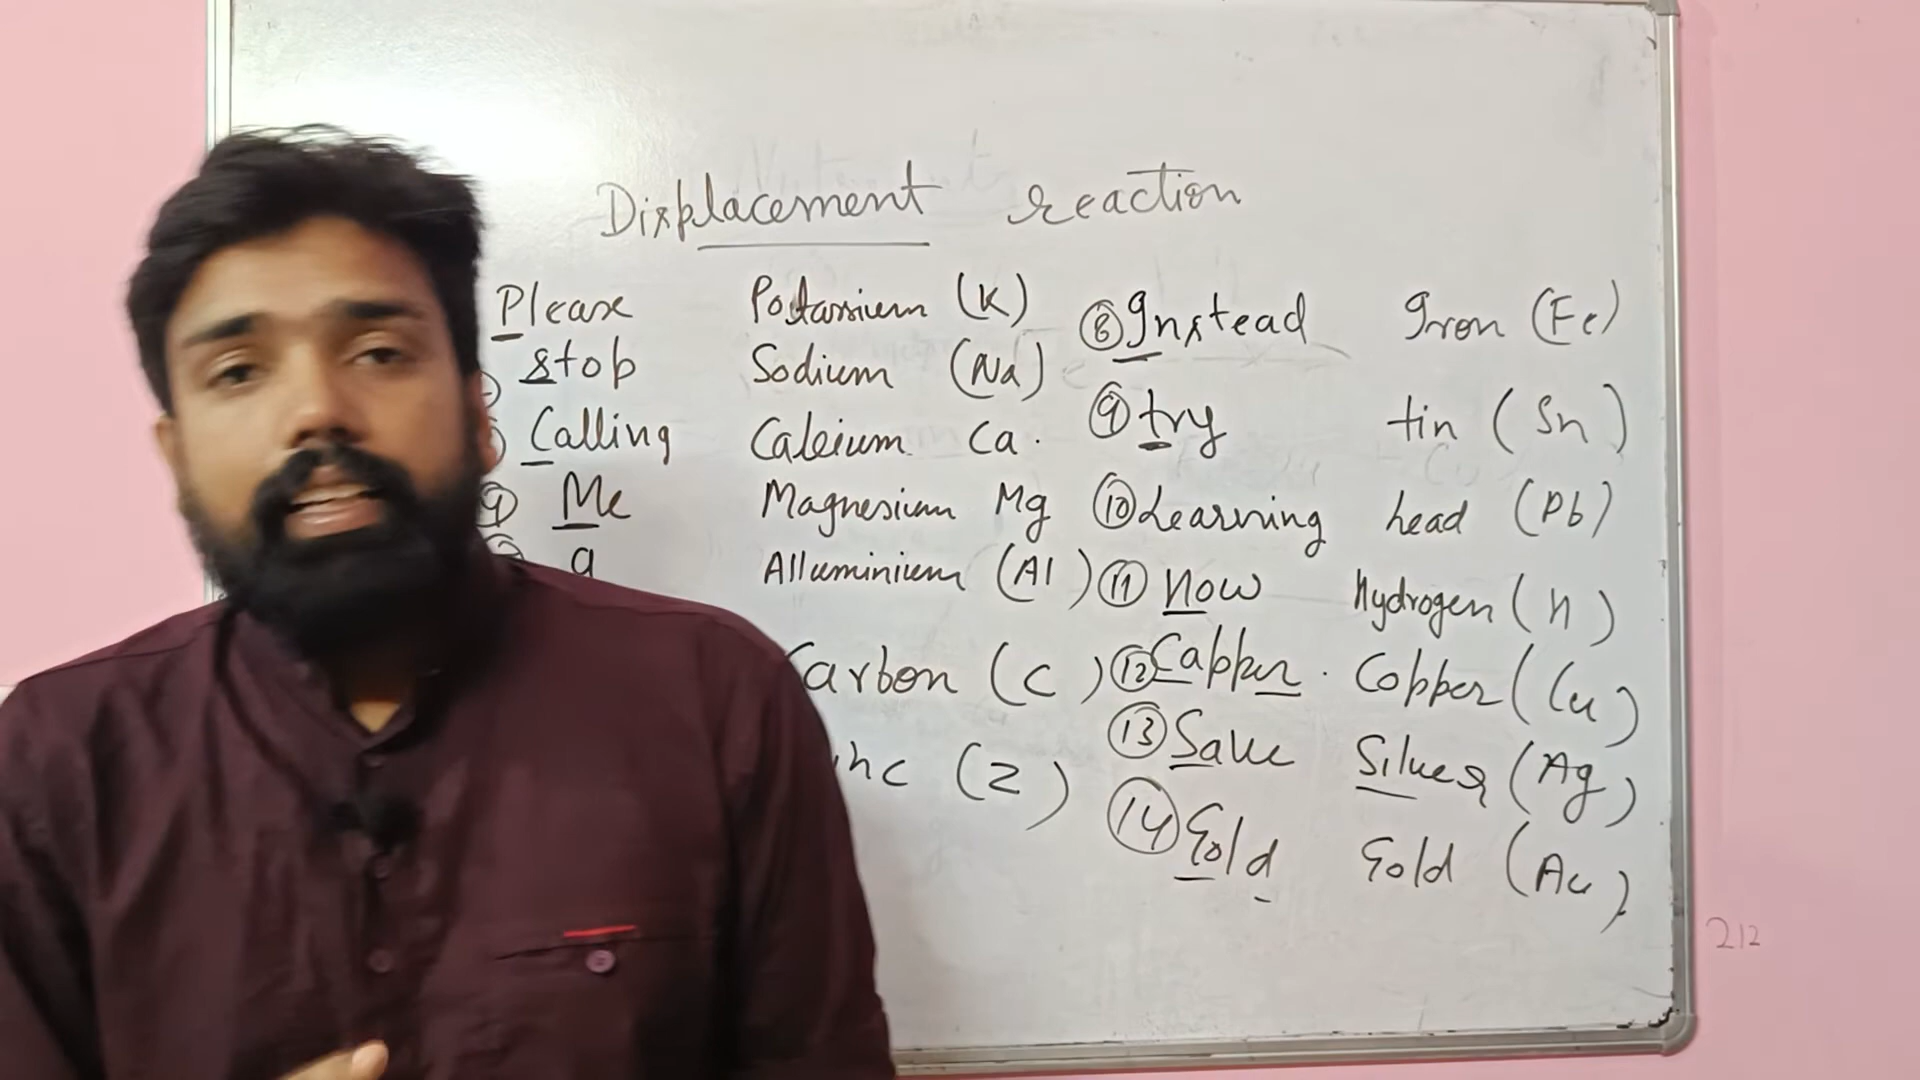 Displacement reaction
Please Potassium (K)
Stop Sodium (Na)
Calling Calcium Ca.
④ Me Magnesium Mg
a Alluminium (Al)
Carbon (C)
inc (Z)
⑧ Instead Iron (Fe)
⑨ try tin (Sn)
⑩ Learning Lead (Pb)
⑪ now Hydrogen (H)
⑫ Capper. Copper (Cu)
⑬ Save Silver (Ag)
⑭ Gold Gold (Au)
212